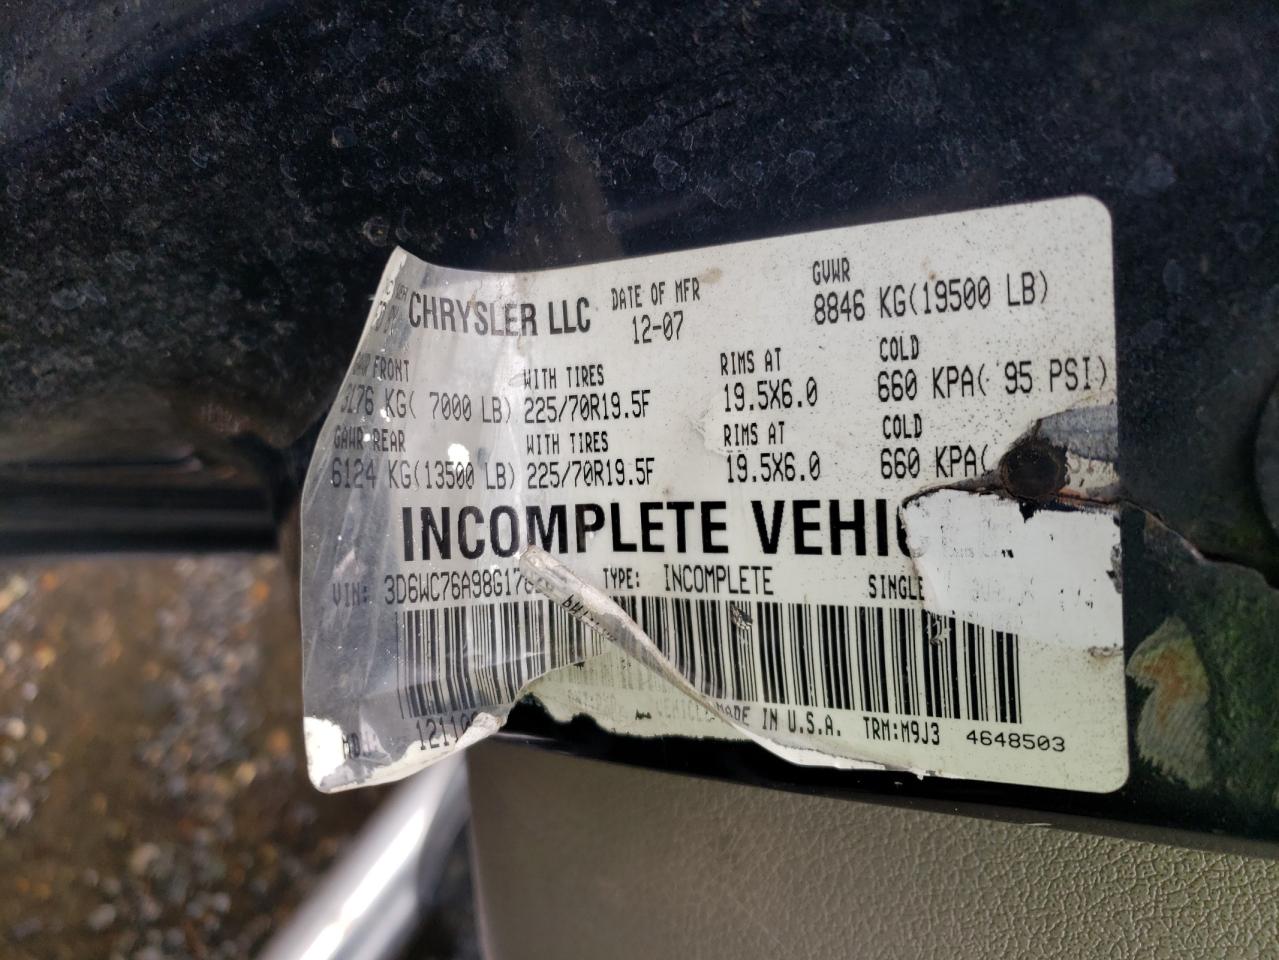 CHRYSLER LLC DATE OF MFR GVWR
12-07 8846 KG(19500 LB)
FRONT WITH TIRES RIMS AT COLD
KG( 7000 LB) 225/70R19.5F 19.5X6.0 660 KPA( 95 PSI)
GAWR REAR WITH TIRES RIMS AT COLD
6124 KG(13500 LB) 225/70R19.5F 19.5X6.0 660 KPA(
INCOMPLETE
VIN: TYPE: INCOMPLETE SINGLE
MADE IN U.S.A. TRM:M9J3 4648503